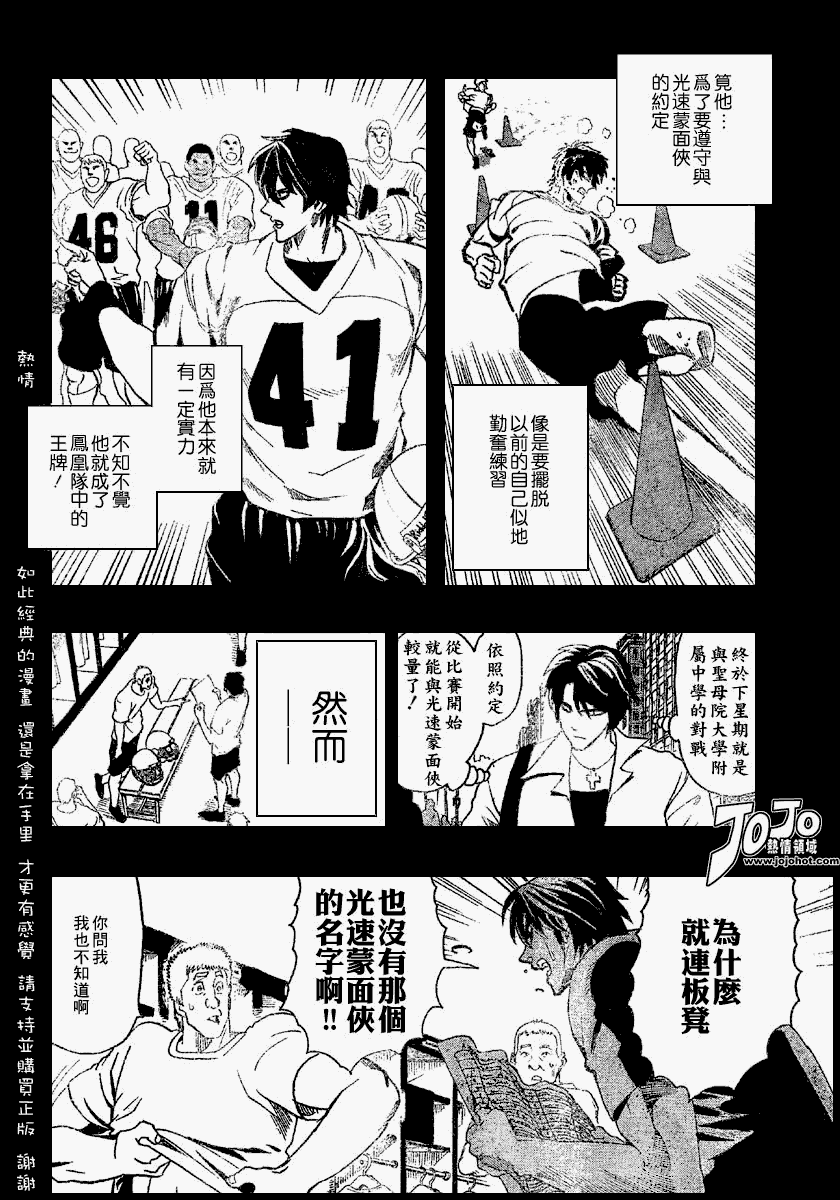 筧他…
爲了要遵守與
光速蒙面俠
的約定
像是要擺脱
以前的自己似地
勤奮練習
46
11
41
因爲他本來就
有一定實力
不知不覺
他就成了
鳳凰隊中的
王牌！
終於下星期就是
與聖母院大學附
屬中學的對戰
依照約定
從比賽開始
就能與光速蒙面俠
較量了！
然而
——
為什麼
就連板凳
也沒有那個
光速蒙面俠
的名字啊!!
你問我
我也不知道啊
JOJO
熱情領域
www.jojohot.com
熱情
如此經典的漫畫 還是拿在手里 才更有感覺 請支持並購買正版 謝謝